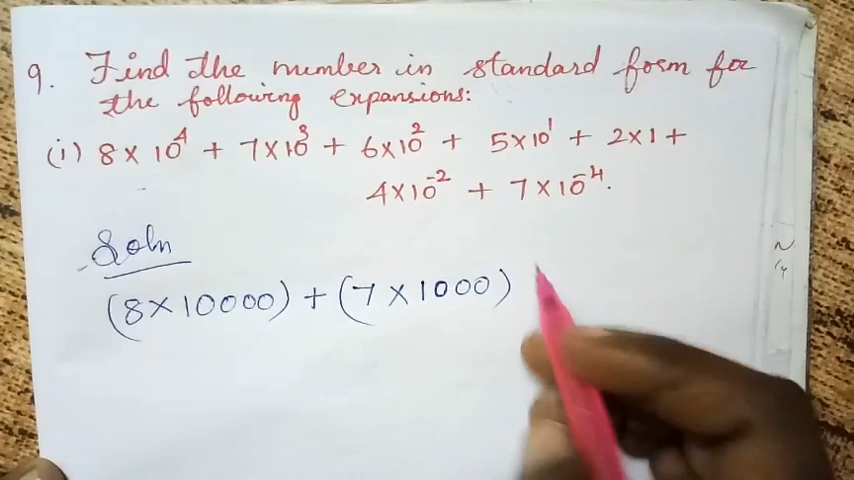 9. Find the number in standard form for
the following expansions:
(i) 8 × 10⁴ + 7×10³ + 6×10² + 5×10¹ + 2×1 +
4×10⁻² + 7×10⁻⁴.
Soln
(8×10000) + (7×1000)